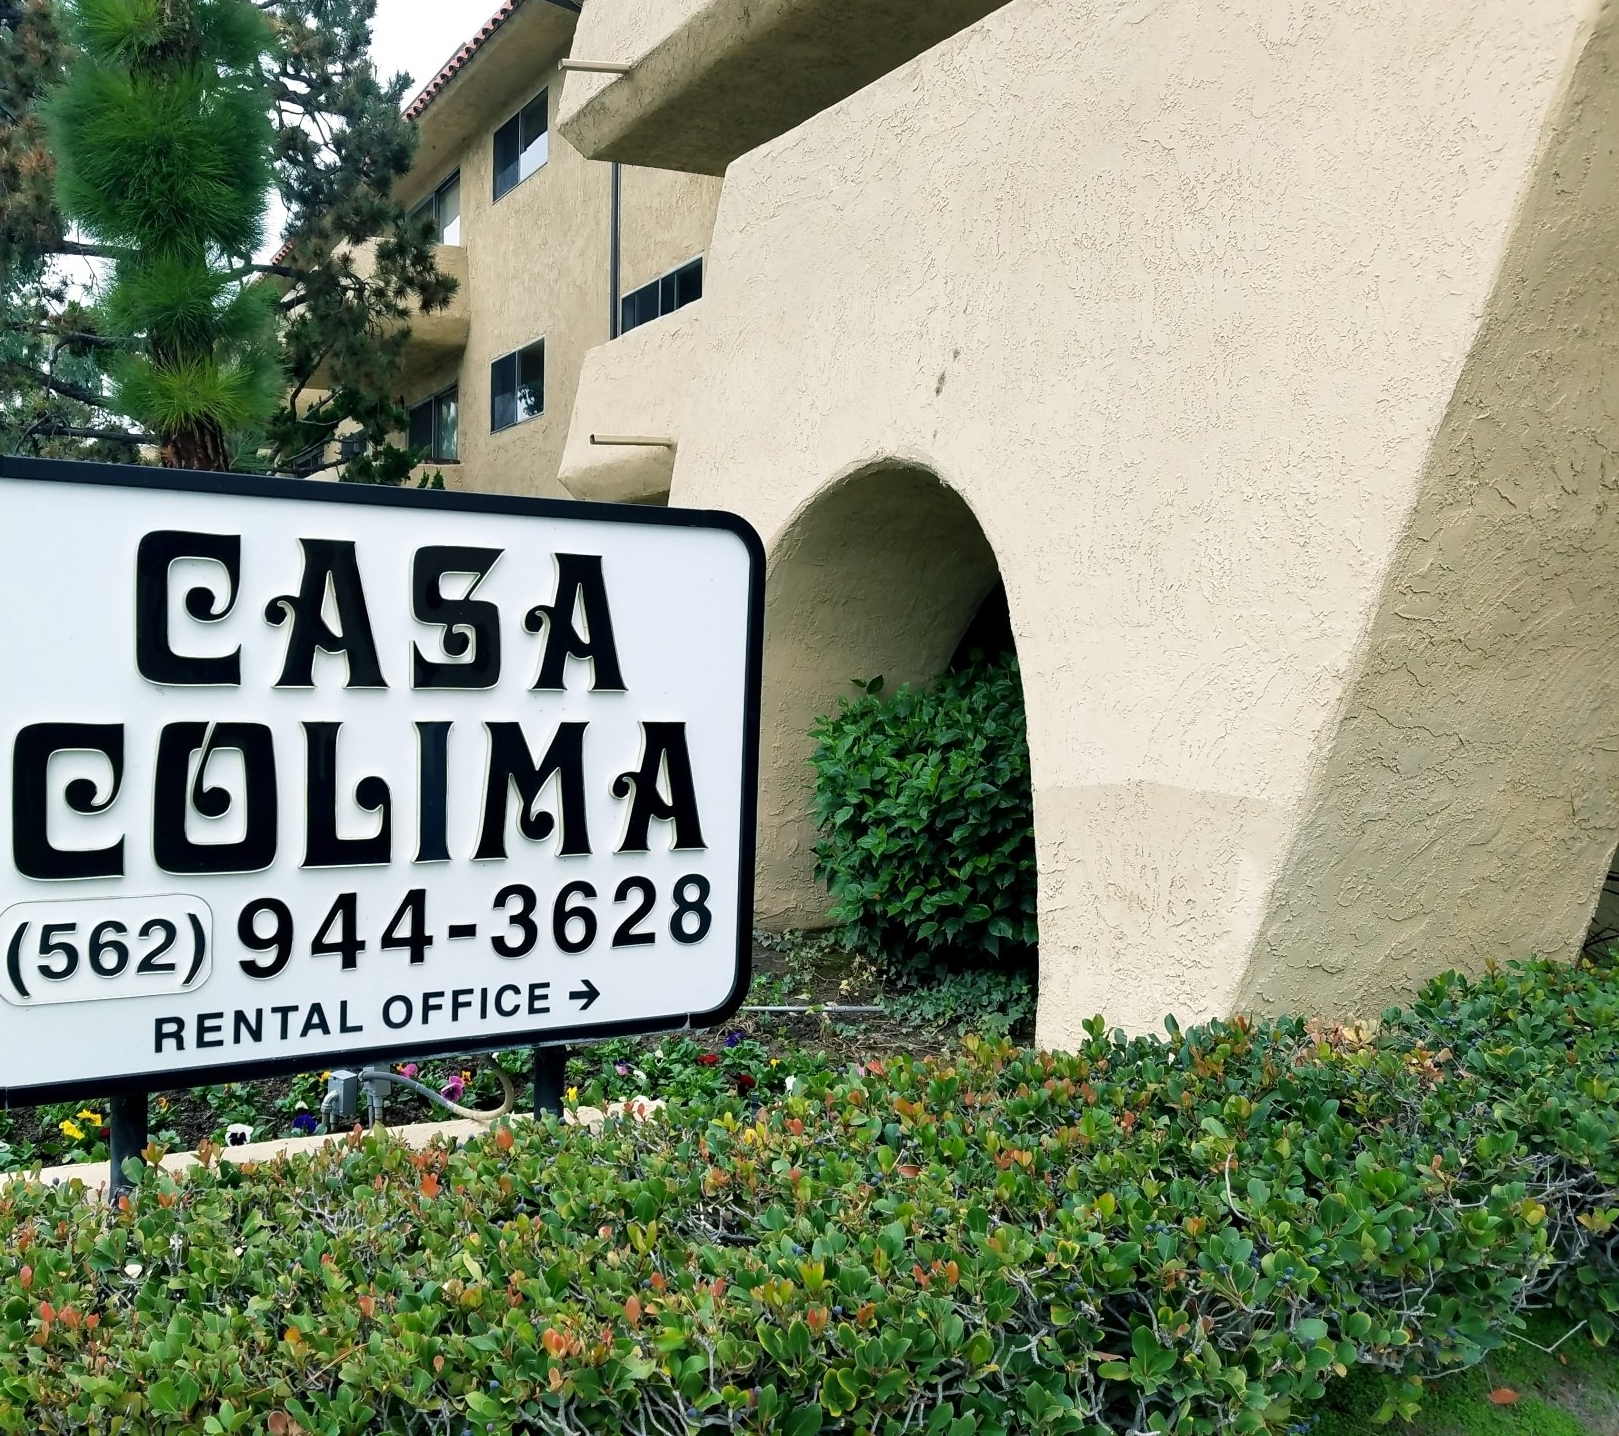 CASA
COLIMA
(562) 944-3628
RENTAL OFFICE →